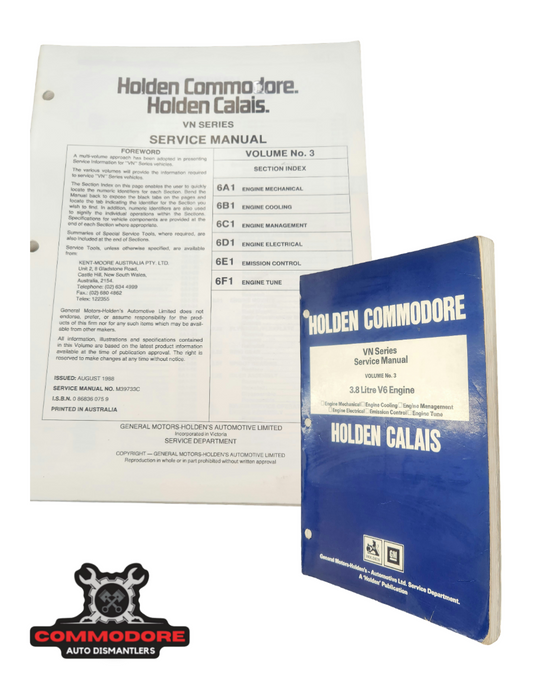 Holden Commodore.
Holden Calais.
VN SERIES
SERVICE MANUAL
FOREWORD
A multi-volume approach has been adopted in presenting
Service Information for "VN" Series vehicles.
The various volumes will provide the information required
to service "VN" Series vehicles.
The Section Index on this page enables the user to quickly
locate the numeric identifiers for each Section. Bend the
Manual back to expose the black tabs on the pages and
locate the tab indicating the identifier for the Section you
wish to find. In addition, numeric identifiers are also used
to signify the individual operations within the Sections.
Specifications for vehicle components are provided at the
end of each Section where appropriate.
Summaries of Special Service Tools, where required, are
also included at the end of Sections.
Service Tools, unless otherwise specified, are available
from:
KENT-MOORE AUSTRALIA PTY. LTD.
Unit 2, 9 Gladstone Road,
Castle Hill, New South Wales,
Australia, 2154.
Telephone: (02) 634 4999
Fax.: (02) 680 4862
Telex: 122355
General Motors-Holden's Automotive Limited does not
endorse, prefer, or assume responsibility for the prod-
ucts of this firm nor for any such items which may be avail-
able from other makers.
All information, illustrations and specifications contained
in this Volume are based on the latest product information
available at the time of publication approval. The right is
reserved to make changes at any time without notice.
ISSUED: AUGUST 1988
SERVICE MANUAL NO. M39733C
I.S.B.N. 0 86836 075 9
PRINTED IN AUSTRALIA
VOLUME No. 3
SECTION INDEX
6A1 ENGINE MECHANICAL
6B1 ENGINE COOLING
6C1 ENGINE MANAGEMENT
6D1 ENGINE ELECTRICAL
6E1 EMISSION CONTROL
6F1 ENGINE TUNE
GENERAL MOTORS-HOLDEN'S AUTOMOTIVE LIMITED
Incorporated in Victoria
SERVICE DEPARTMENT
COPYRIGHT — GENERAL MOTORS-HOLDEN'S AUTOMOTIVE LIMITED
Reproduction in whole or in part prohibited without written approval
HOLDEN COMMODORE
VN Series
Service Manual
VOLUME No. 3
3.8 Litre V6 Engine
Engine Mechanical Engine Cooling Engine Management
Engine Electrical Emission Control Engine Tune
HOLDEN CALAIS
GM
General Motors-Holden's - Automotive Ltd. Service Department.
A 'Holden' Publication
COMMODORE
AUTO DISMANTLERS